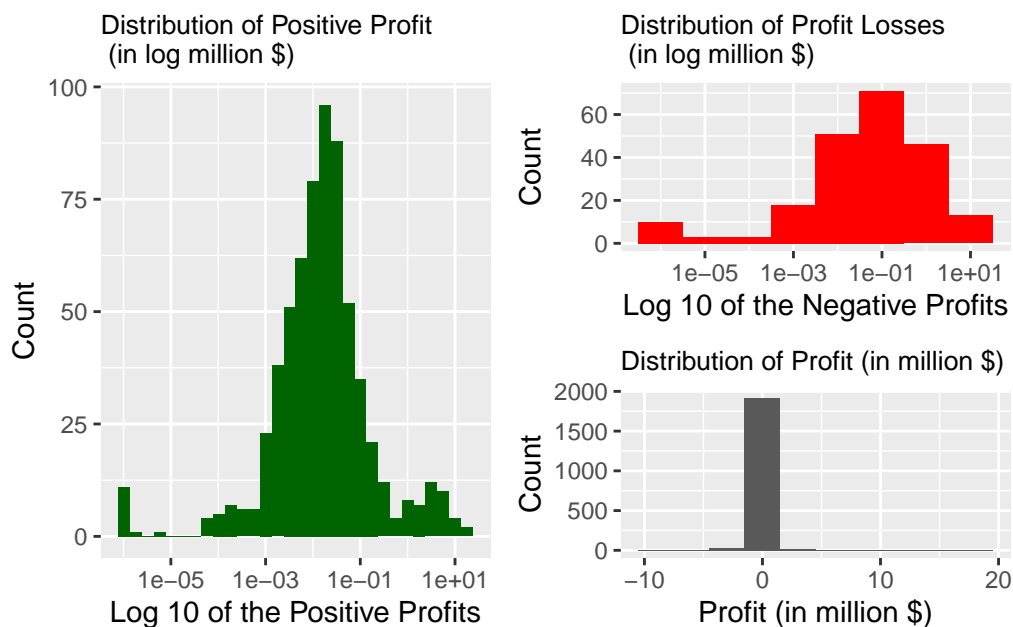 Distribution of Positive Profit
(in log million $)
100
75
50
25
0
Count
1e−05
1e−03
1e−01
1e+01
Log 10 of the Positive Profits
Distribution of Profit Losses
(in log million $)
60
40
20
0
Count
1e−05
1e−03
1e−01
1e+01
Log 10 of the Negative Profits
Distribution of Profit (in million $)
2000
1500
1000
500
0
Count
−10
0
10
20
Profit (in million $)